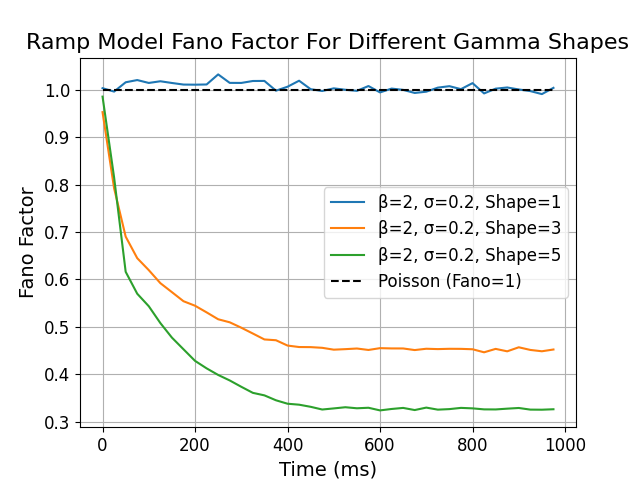 Ramp Model Fano Factor For Different Gamma Shapes
Fano Factor
1.0
0.9
0.8
0.7
0.6
0.5
0.4
0.3
β=2, σ=0.2, Shape=1
β=2, σ=0.2, Shape=3
β=2, σ=0.2, Shape=5
Poisson (Fano=1)
0 200 400 600 800 1000
Time (ms)